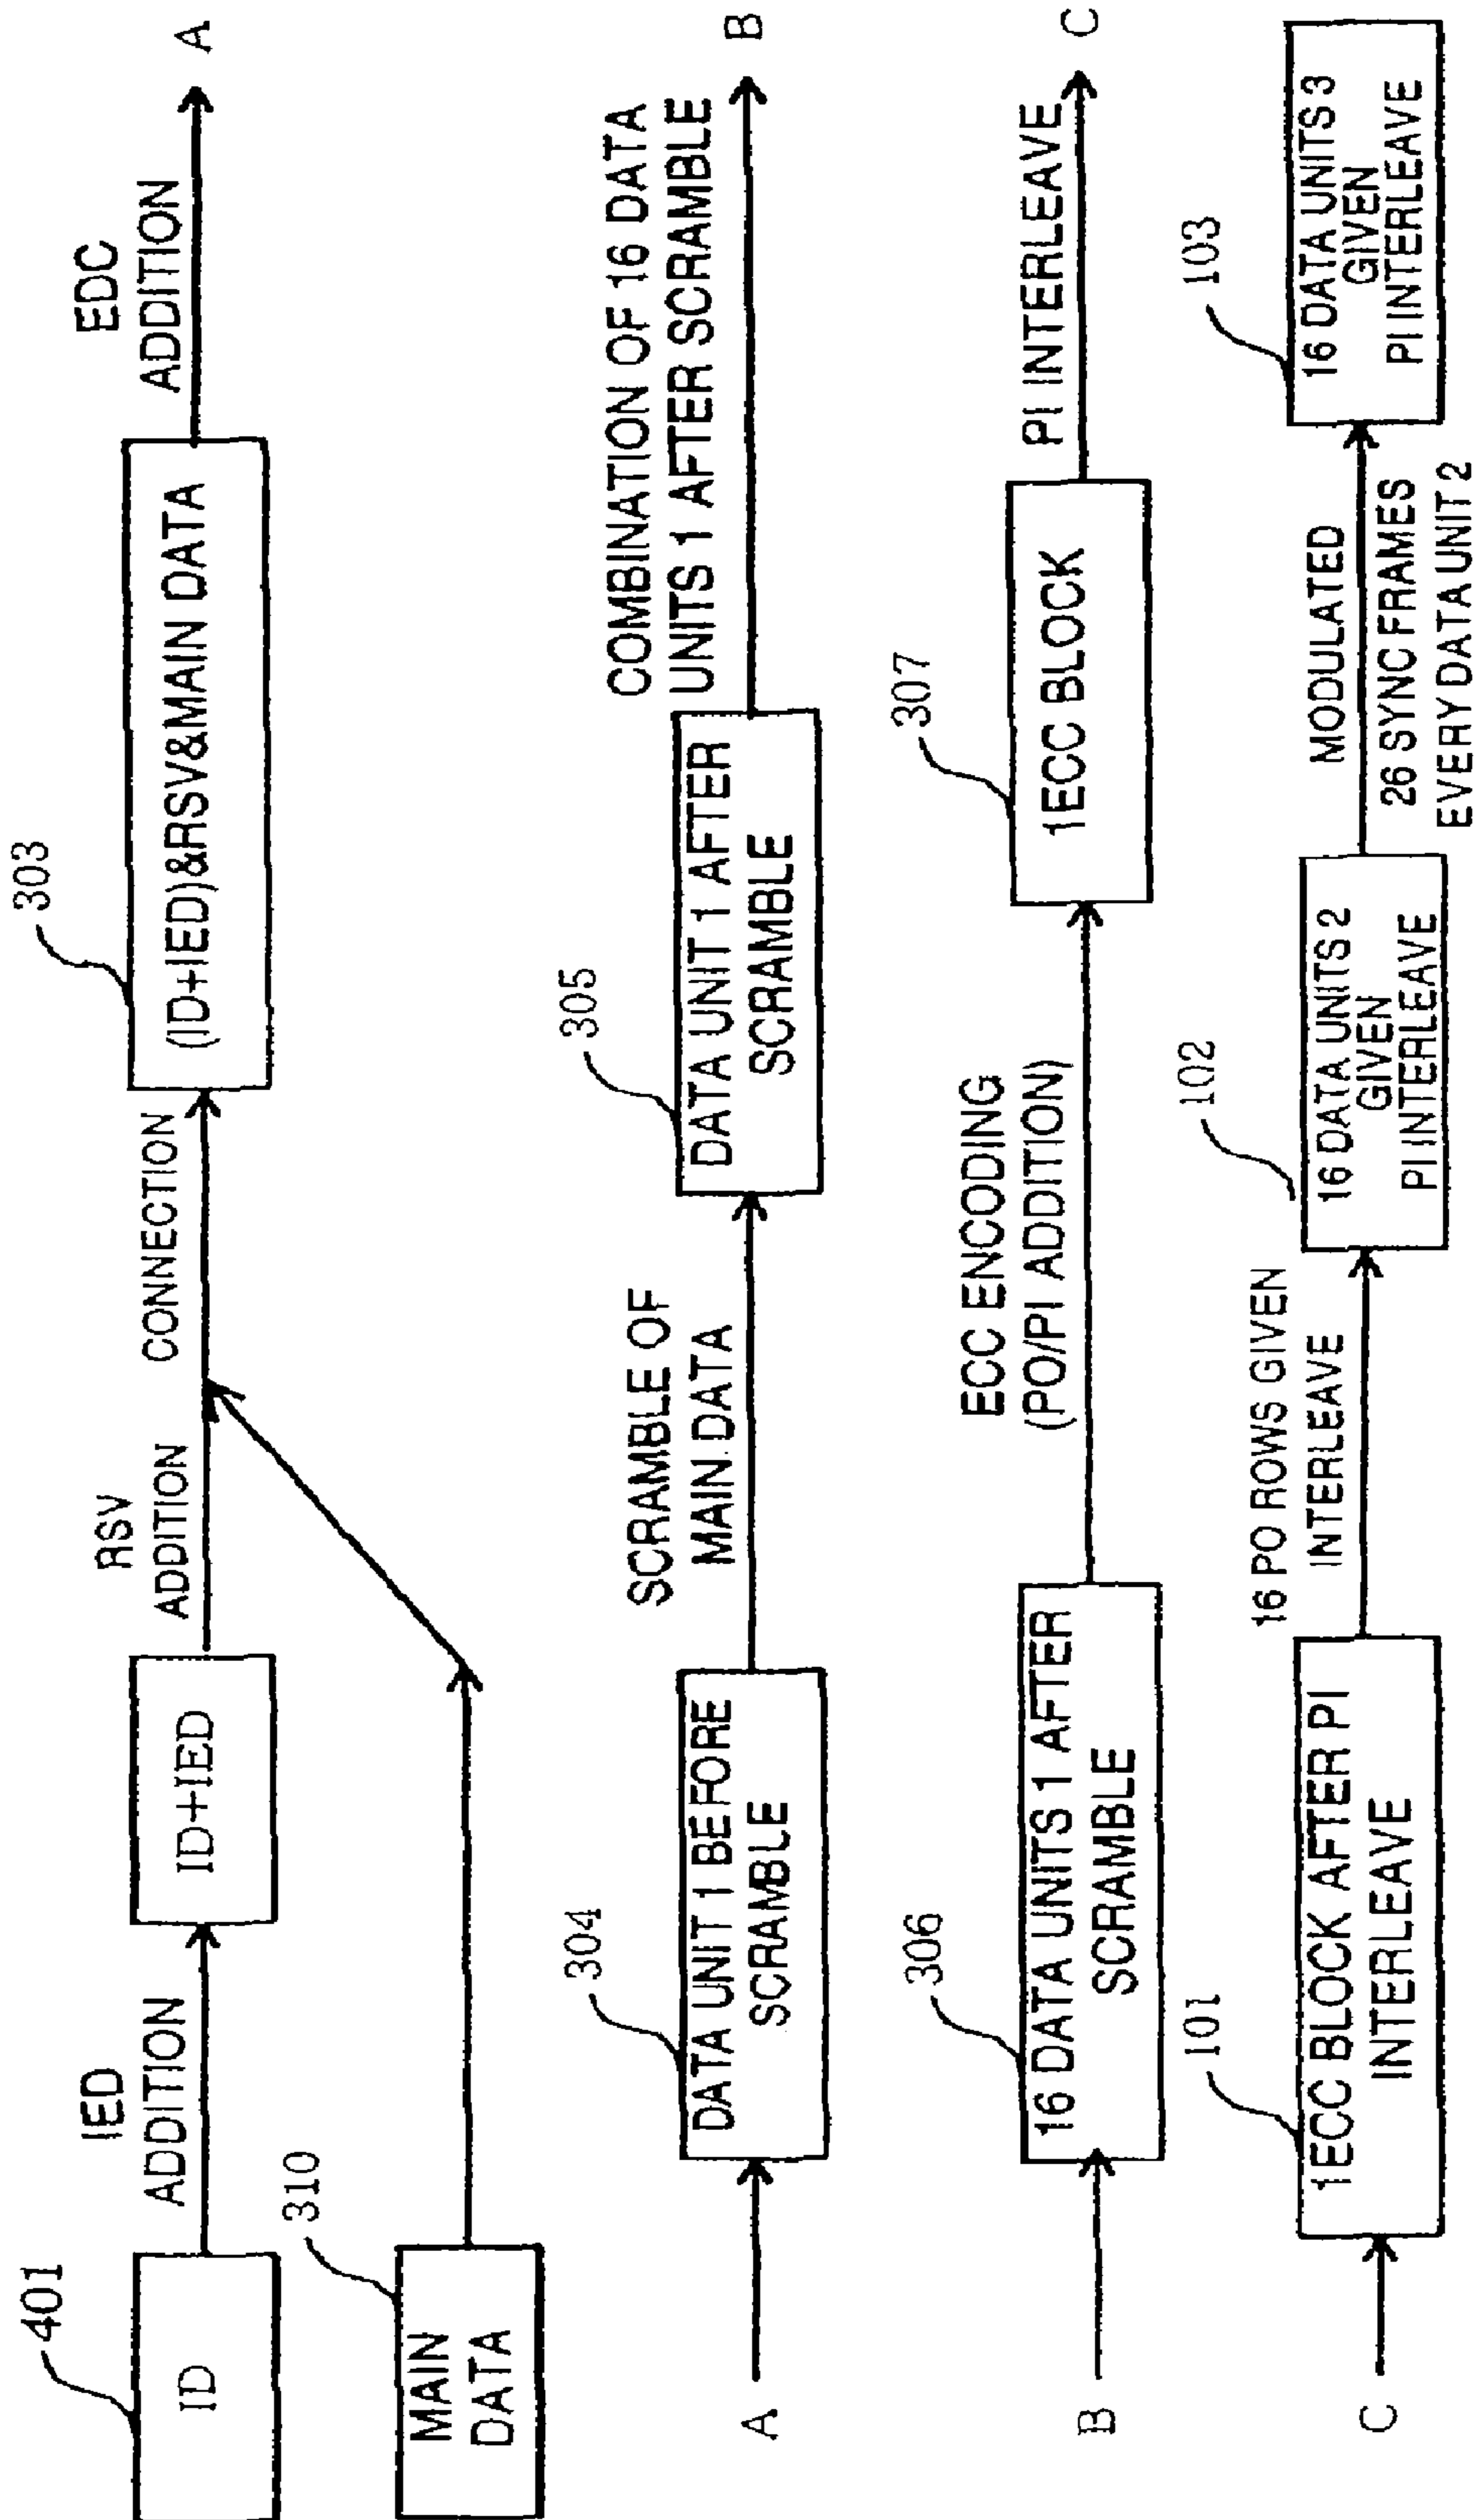 401
ID
IED
ADDITION
ID+IED
RSV
ADDITION
CONNECTION
303
(ID+IED)&RSV&MAIN DATA
EDC
ADDITION
A
310
MAIN
DATA
A
304
DATA UNIT 1 BEFORE
SCRAMBLE
SCRAMBLE OF
MAIN DATA
305
DATA UNIT 1 AFTER
SCRAMBLE
COMBINATION OF 16 DATA
UNITS 1 AFTER SCRAMBLE
B
B
306
16 DATA UNITS 1 AFTER
SCRAMBLE
ECC ENCODING
(PO/PI ADDITION)
307
1ECC BLOCK
PI INTERLEAVE
C
C
101
1ECC BLOCK AFTER PI
INTERLEAVE
16 PO ROWS GIVEN
INTERLEAVE
102
16 DATA UNITS 2
GIVEN
PI INTERLEAVE
MODULATED
26 SYNC FRAMES
EVERY DATA UNIT 2
103
16 DATA UNITS 3
GIVEN
PI INTERLEAVE